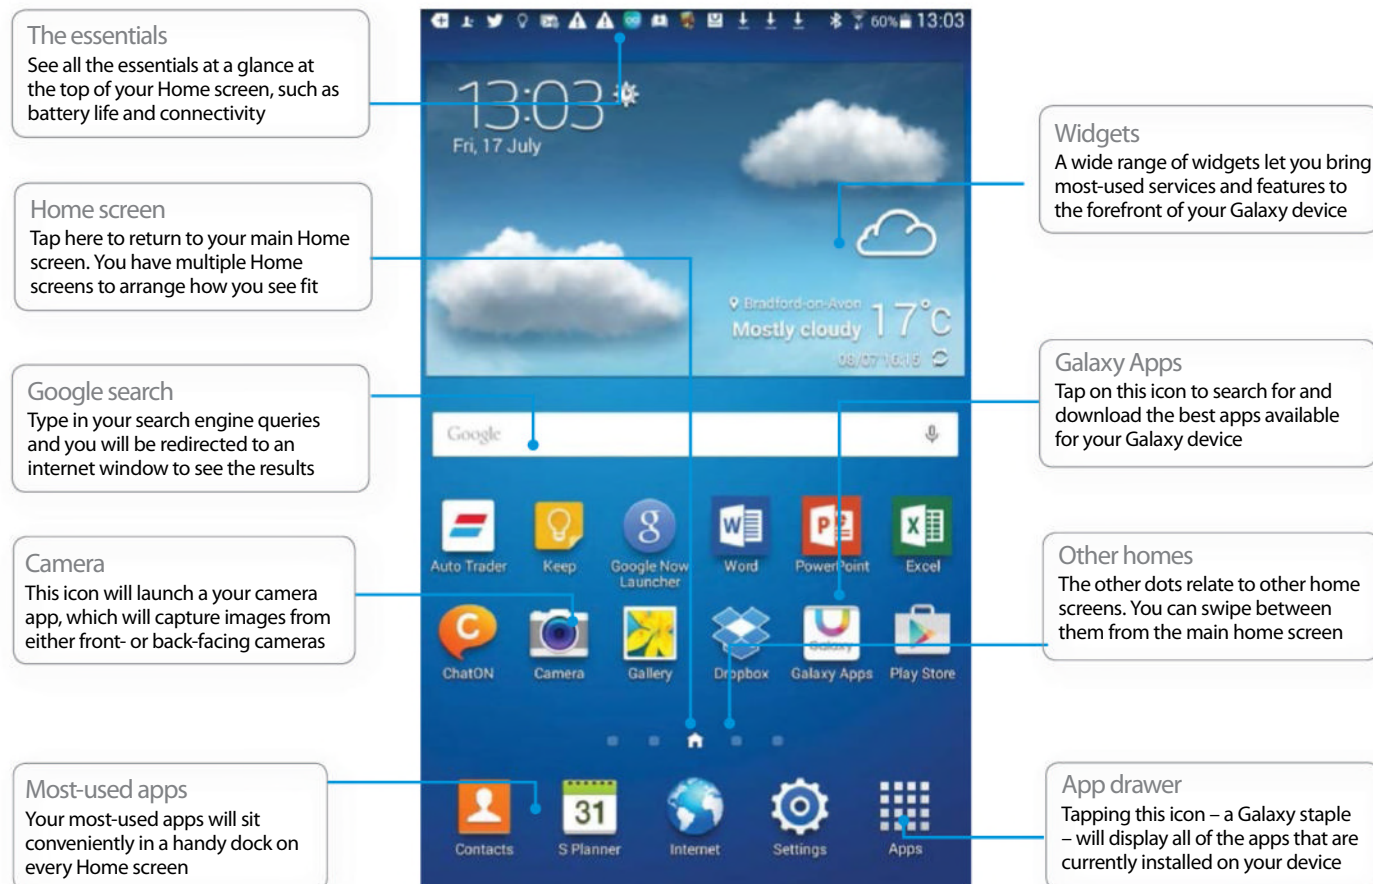 The essentials
See all the essentials at a glance at
the top of your Home screen, such as
battery life and connectivity
Home screen
Tap here to return to your main Home
screen. You have multiple Home
screens to arrange how you see fit
Google search
Type in your search engine queries
and you will be redirected to an
internet window to see the results
Camera
This icon will launch a your camera
app, which will capture images from
either front- or back-facing cameras
Most-used apps
Your most-used apps will sit
conveniently in a handy dock on
every Home screen
60% 13:03
13:03
Fri, 17 July
Bradford-on-Avon
Mostly cloudy 17°C
08/07 16:15
Google
Auto Trader Keep Google Now Launcher Word PowerPoint Excel
ChatON Camera Gallery Dropbox Galaxy Apps Play Store
31
Contacts S Planner Internet Settings Apps
Widgets
A wide range of widgets let you bring
most-used services and features to
the forefront of your Galaxy device
Galaxy Apps
Tap on this icon to search for and
download the best apps available
for your Galaxy device
Other homes
The other dots relate to other home
screens. You can swipe between
them from the main home screen
App drawer
Tapping this icon – a Galaxy staple
– will display all of the apps that are
currently installed on your device